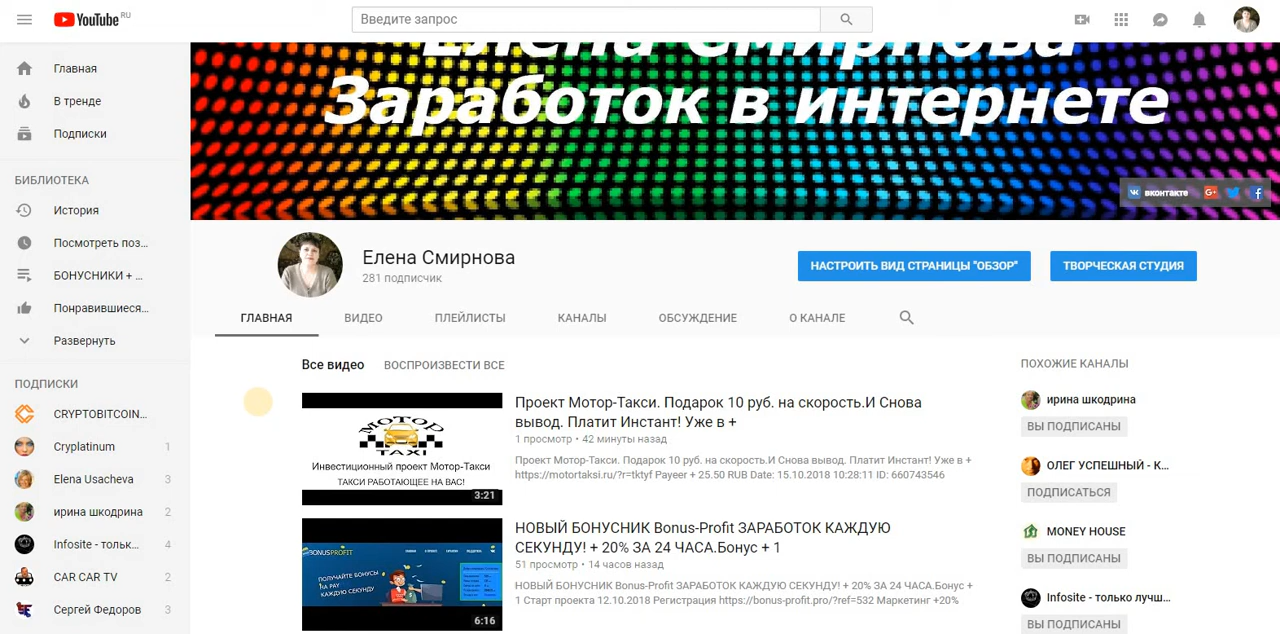 YouTube RU
Введите запрос
Елена Смирнова
Заработок в интернете
вконтакте
Главная
В тренде
Подписки
БИБЛИОТЕКА
История
Посмотреть поз...
БОНУСНИКИ + ...
Понравившиеся...
Развернуть
ПОДПИСКИ
CRYPTOBITCOIN...
Cryplatinum 1
Elena Usacheva 3
ирина шкодрина 2
Infosite - тольк... 4
CAR CAR TV 2
Сергей Федоров 3
Елена Смирнова
281 подписчик
НАСТРОИТЬ ВИД СТРАНИЦЫ "ОБЗОР"
ТВОРЧЕСКАЯ СТУДИЯ
ГЛАВНАЯ ВИДЕО ПЛЕЙЛИСТЫ КАНАЛЫ ОБСУЖДЕНИЕ О КАНАЛЕ
Все видео ВОСПРОИЗВЕСТИ ВСЕ
МОТОР
TAXI
Инвестиционный проект Мотор-Такси
ТАКСИ РАБОТАЮЩЕЕ НА ВАС!
3:21
Проект Мотор-Такси. Подарок 10 руб. на скорость.И Снова
вывод. Платит Инстант! Уже в +
1 просмотр • 42 минуты назад
Проект Мотор-Такси. Подарок 10 руб. на скорость.И Снова вывод. Платит Инстант! Уже в +
https://motortaksi.ru/?r=tktyf Payeer + 25.50 RUB Date: 15.10.2018 10:28:11 ID: 660743546
BONUSPROFIT
ПОЛУЧАЙТЕ БОНУСЫ
КАЖДУЮ СЕКУНДУ
6:16
НОВЫЙ БОНУСНИК Bonus-Profit ЗАРАБОТОК КАЖДУЮ
СЕКУНДУ! + 20% ЗА 24 ЧАСА.Бонус + 1
51 просмотр • 14 часов назад
НОВЫЙ БОНУСНИК Bonus-Profit ЗАРАБОТОК КАЖДУЮ СЕКУНДУ! + 20% ЗА 24 ЧАСА.Бонус +
1 Старт проекта 12.10.2018 Регистрация https://bonus-profit.pro/?ref=532 Маркетинг +20%
ПОХОЖИЕ КАНАЛЫ
ирина шкодрина
ВЫ ПОДПИСАНЫ
ОЛЕГ УСПЕШНЫЙ - К...
ПОДПИСАТЬСЯ
MONEY HOUSE
ВЫ ПОДПИСАНЫ
Infosite - только лучш...
ВЫ ПОДПИСАНЫ